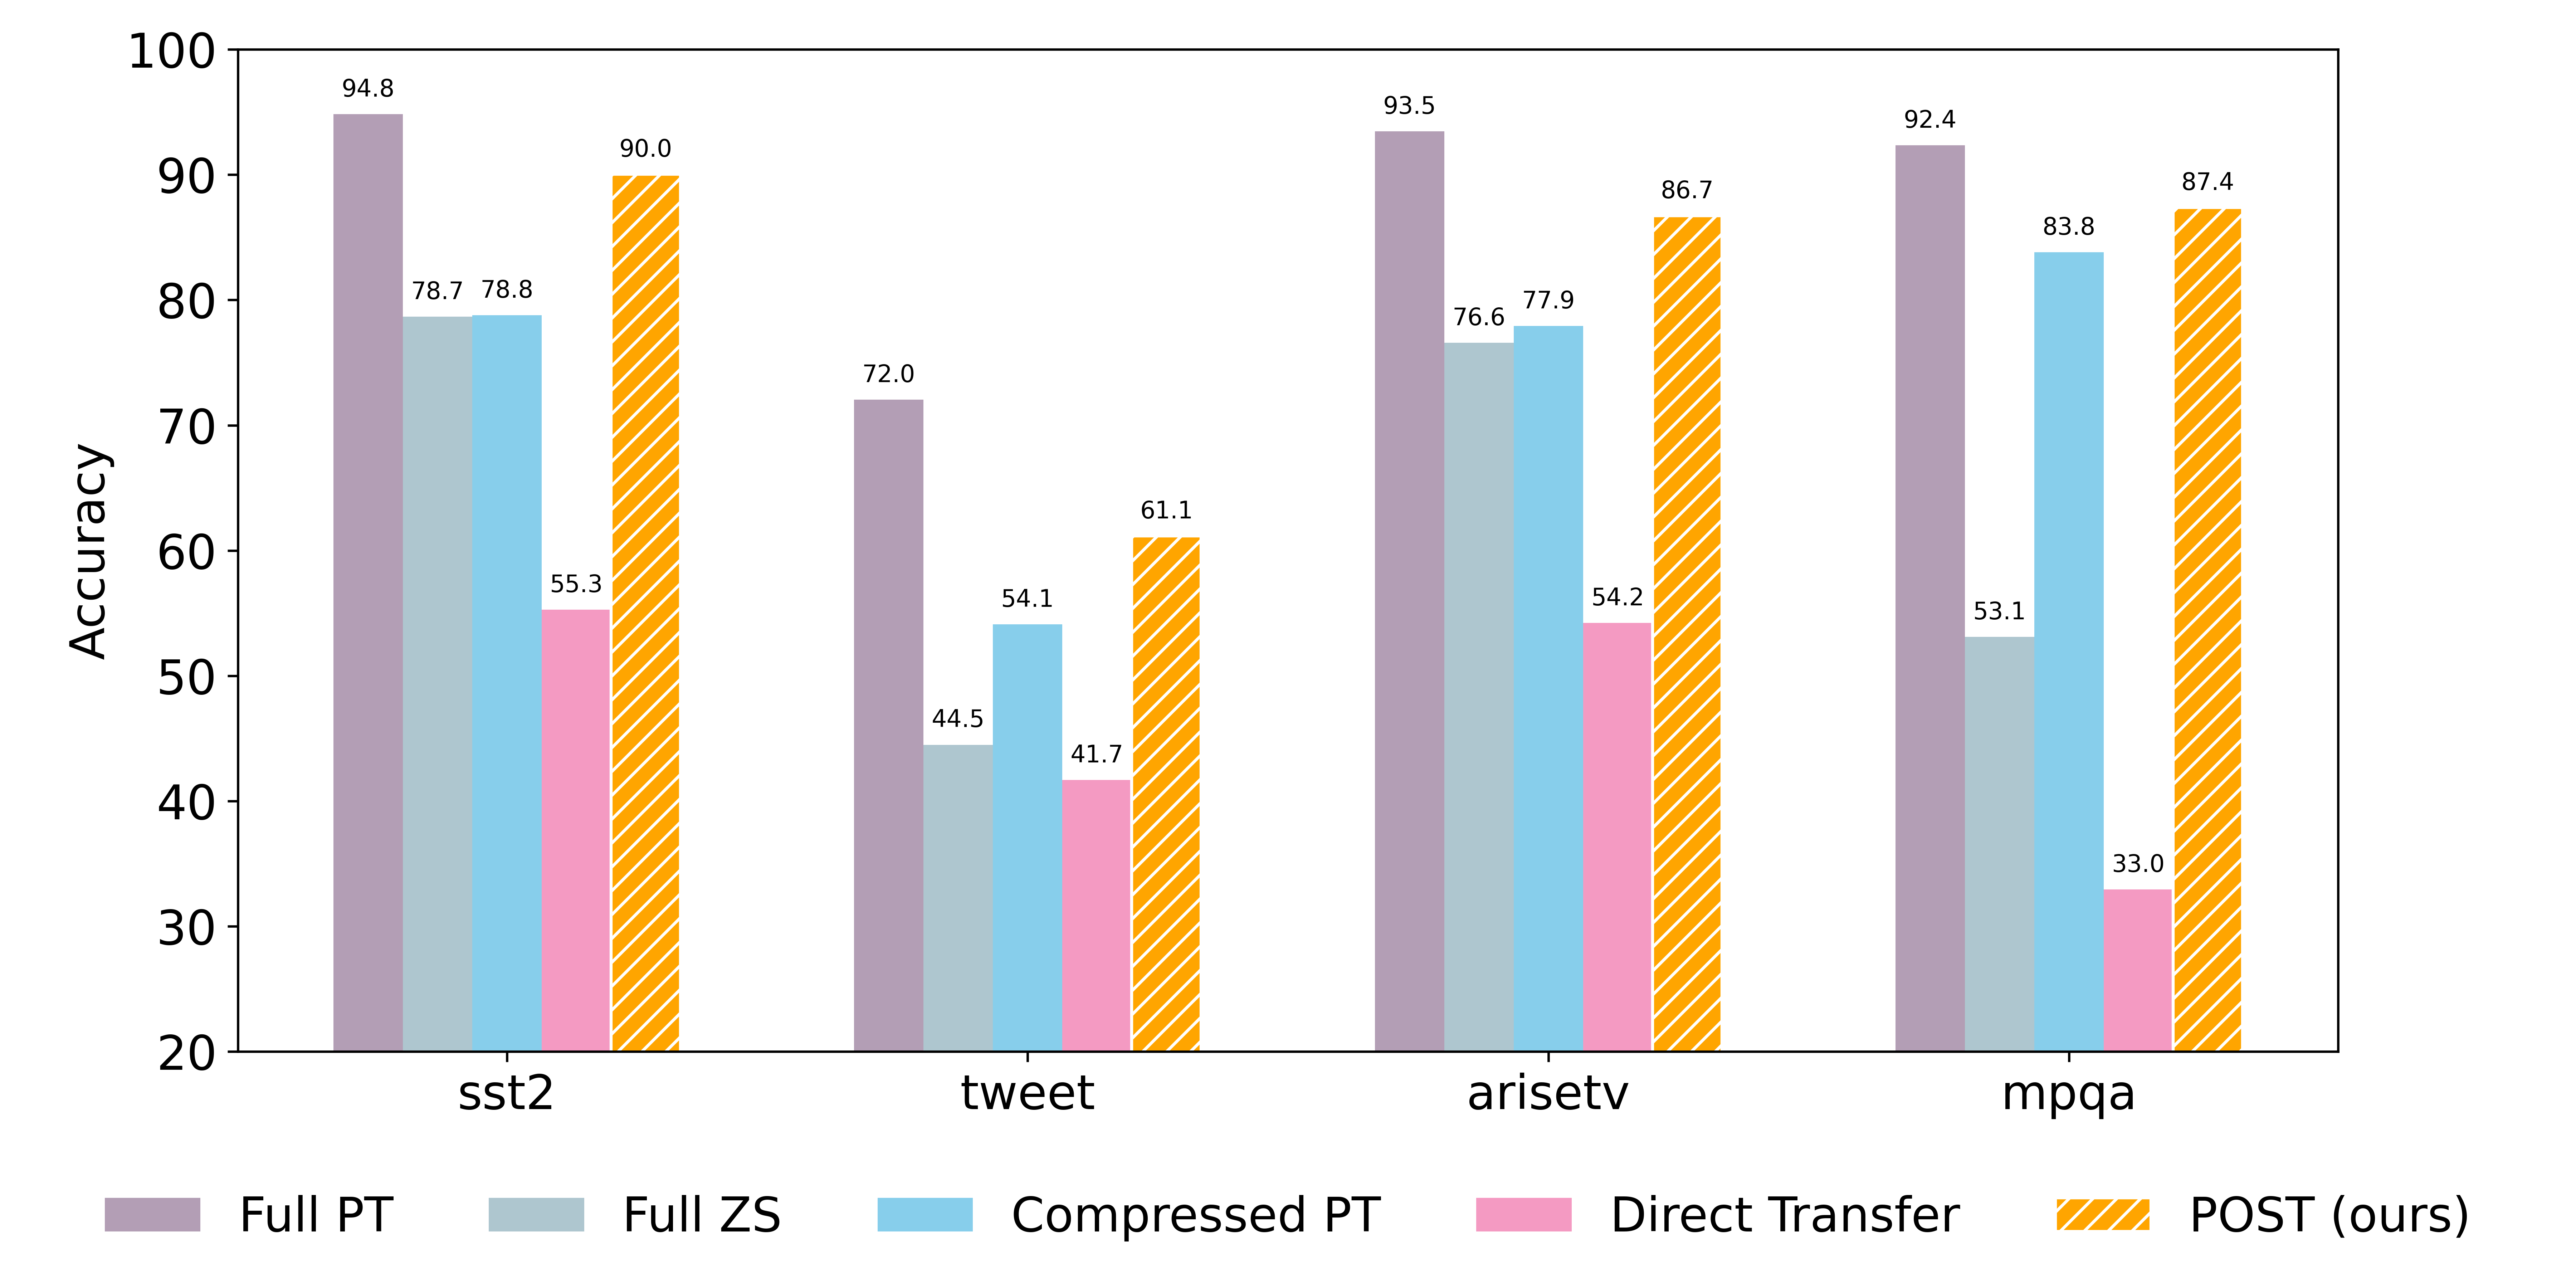 100
90
80
70
60
50
40
30
20
Accuracy
94.8
78.7
78.8
55.3
90.0
72.0
44.5
54.1
41.7
61.1
93.5
76.6
77.9
54.2
86.7
92.4
53.1
83.8
33.0
87.4
sst2
tweet
arisetv
mpqa
Full PT
Full ZS
Compressed PT
Direct Transfer
POST (ours)